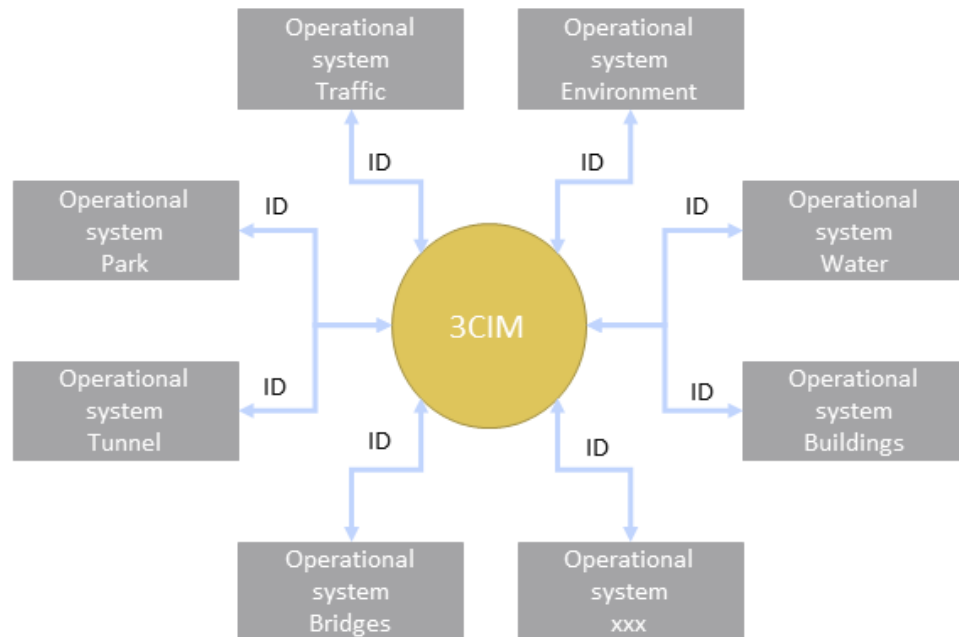 Operational
system
Traffic
Operational
system
Environment
ID
ID
Operational
system
Park
ID
ID
Operational
system
Water
3CIM
Operational
system
Tunnel
ID
ID
Operational
system
Buildings
ID
ID
Operational
system
Bridges
Operational
system
xxx